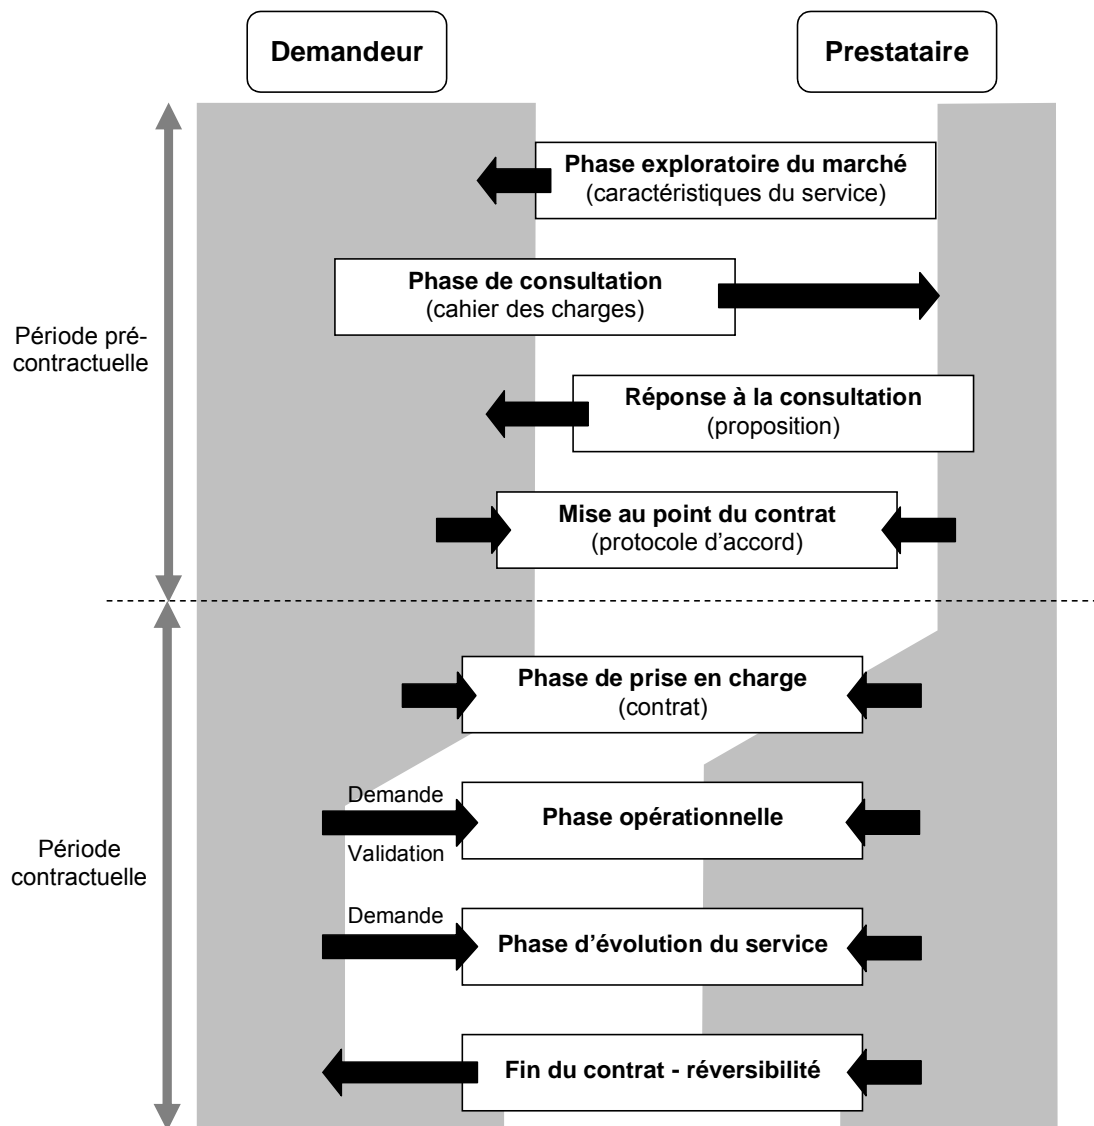 Demandeur
Prestataire
Phase exploratoire du marché
(caractéristiques du service)
Phase de consultation
(cahier des charges)
Période pré-
contractuelle
Réponse à la consultation
(proposition)
Mise au point du contrat
(protocole d'accord)
Phase de prise en charge
(contrat)
Demande
Phase opérationnelle
Validation
Période
contractuelle
Demande
Phase d'évolution du service
Fin du contrat - réversibilité